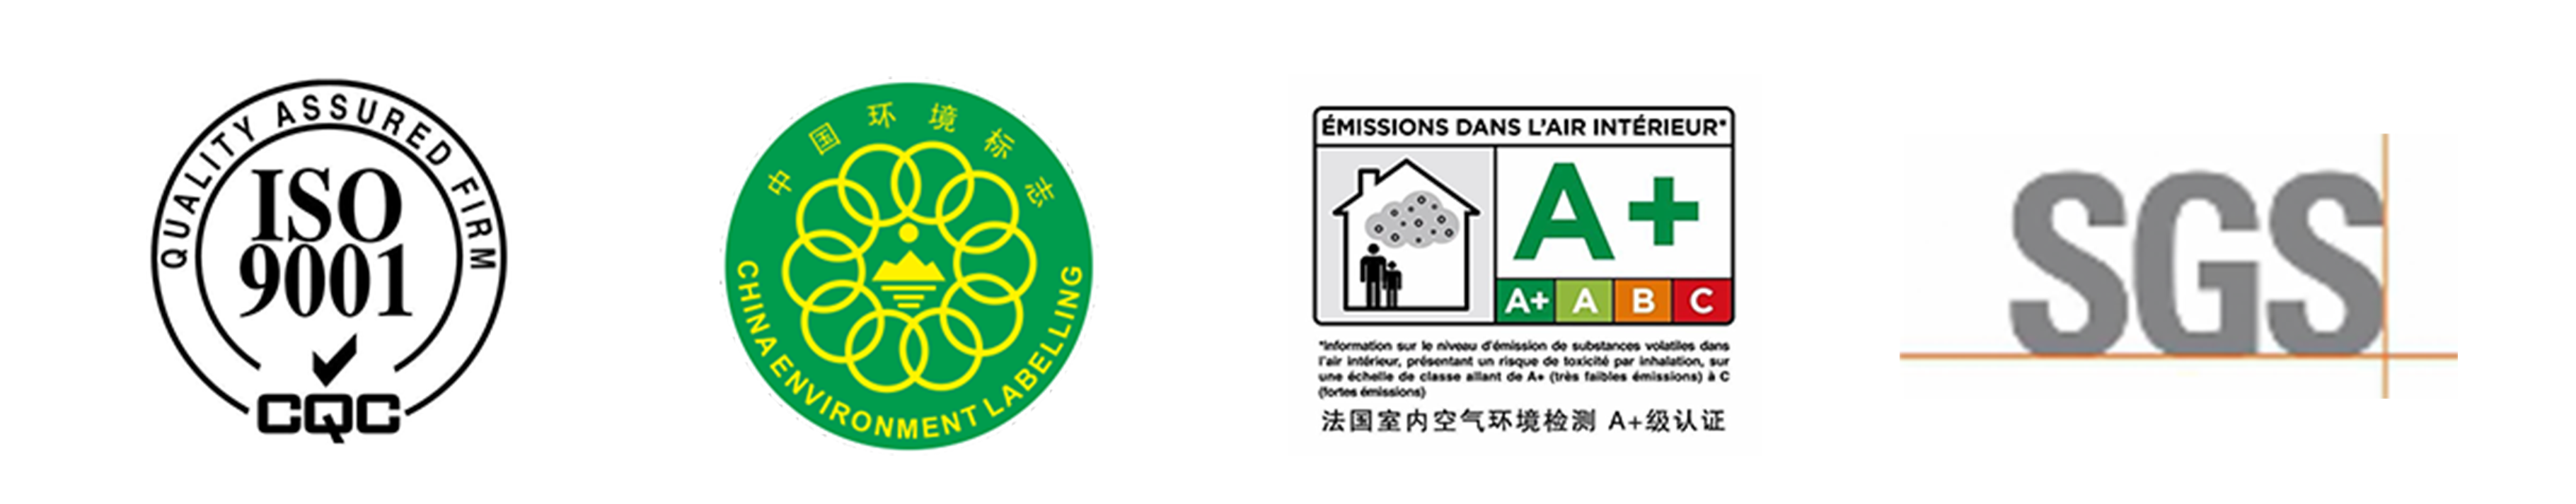 QUALITY ASSURED FIRM
ISO
9001
CQC
中国环境标志
CHINA ENVIRONMENT LABELLING
ÉMISSIONS DANS L'AIR INTÉRIEUR*
A+
A+ A B C
*Information sur le niveau d'émission de substances volatiles dans
l'air intérieur, présentant un risque de toxicité par inhalation, sur
une échelle de classe allant de A+ (très faibles émissions) à C
(fortes émissions)
法国室内空气环境检测 A+级认证
SGS